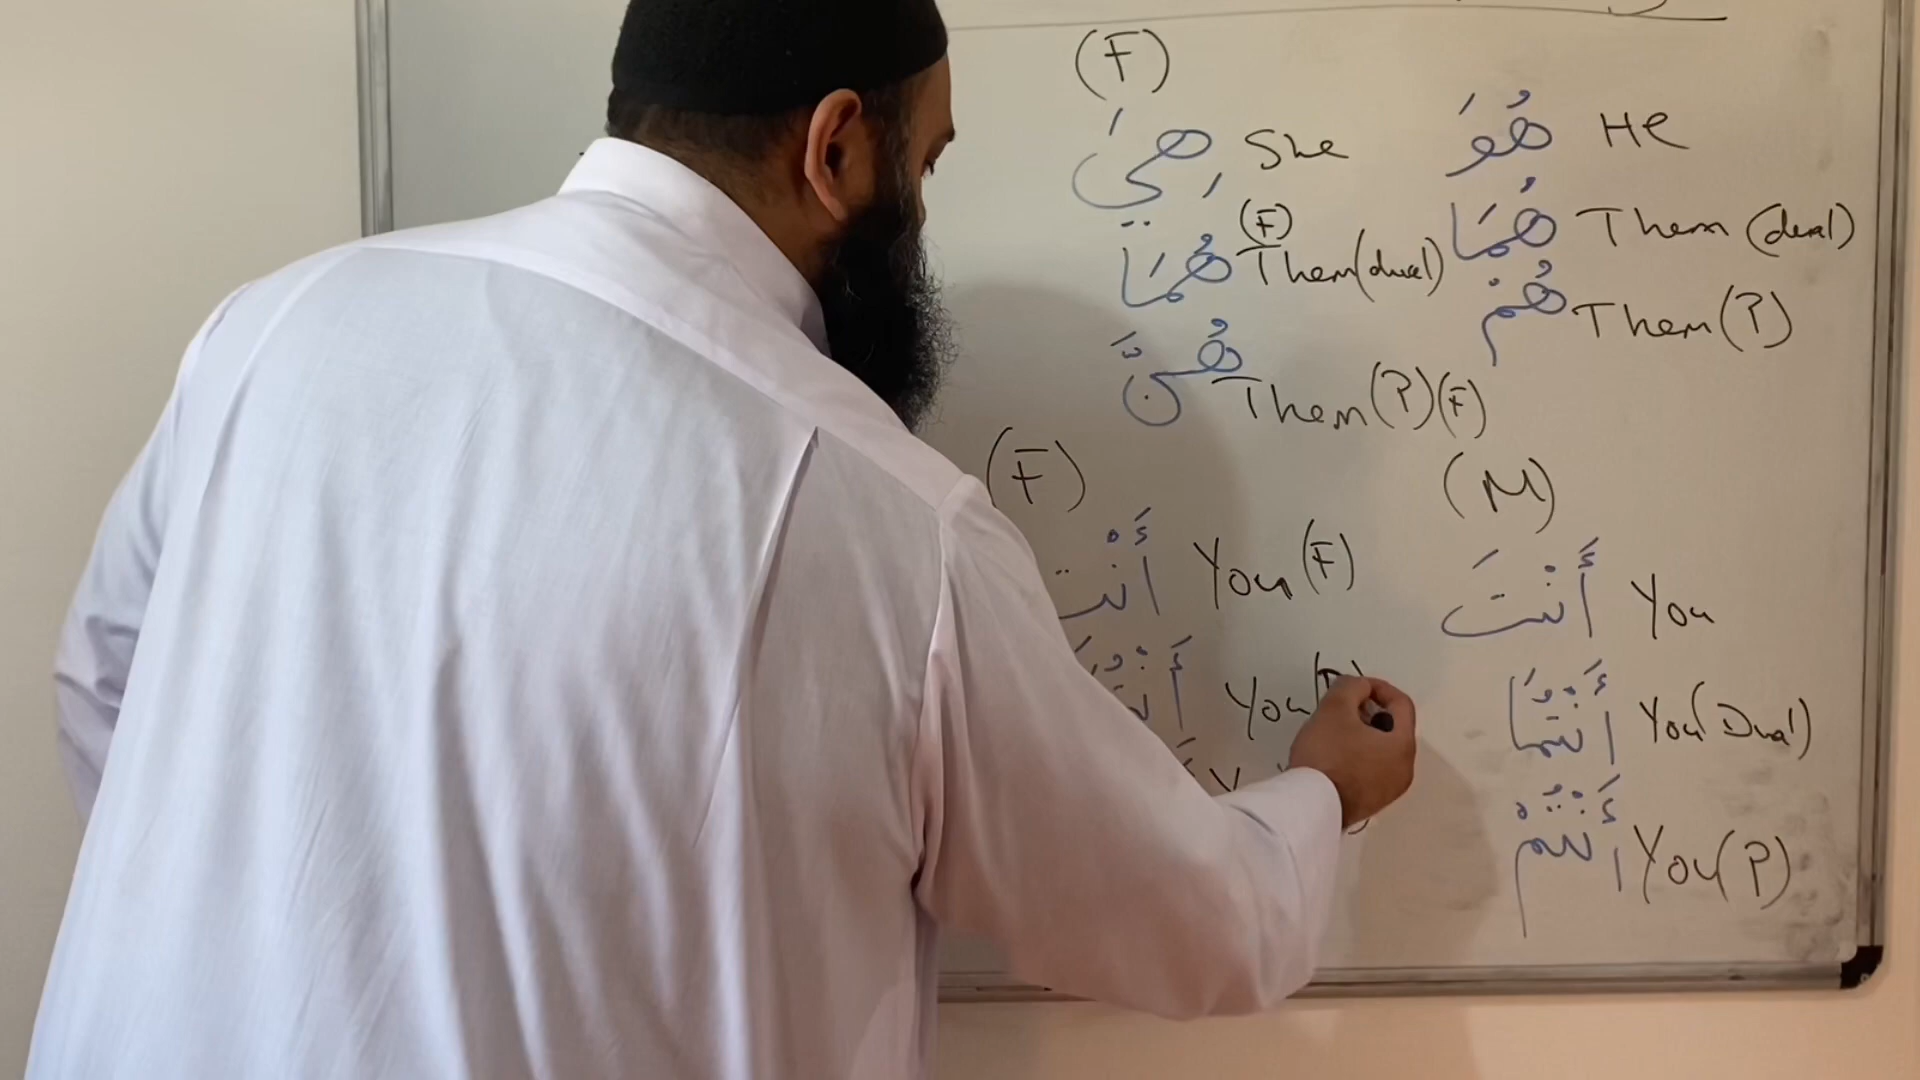 (F)
هُوَ He
هِيَ She
هُمَا Them (dual)
هُمَا Them (dual) (F)
هُمْ Them (P)
هُنَّ Them (P) (F)
(M)
(F)
أَنْتَ You
أَنْت You (F)
أَنْتُمَا You (Dual)
You
أَنْتُمْ You (P)